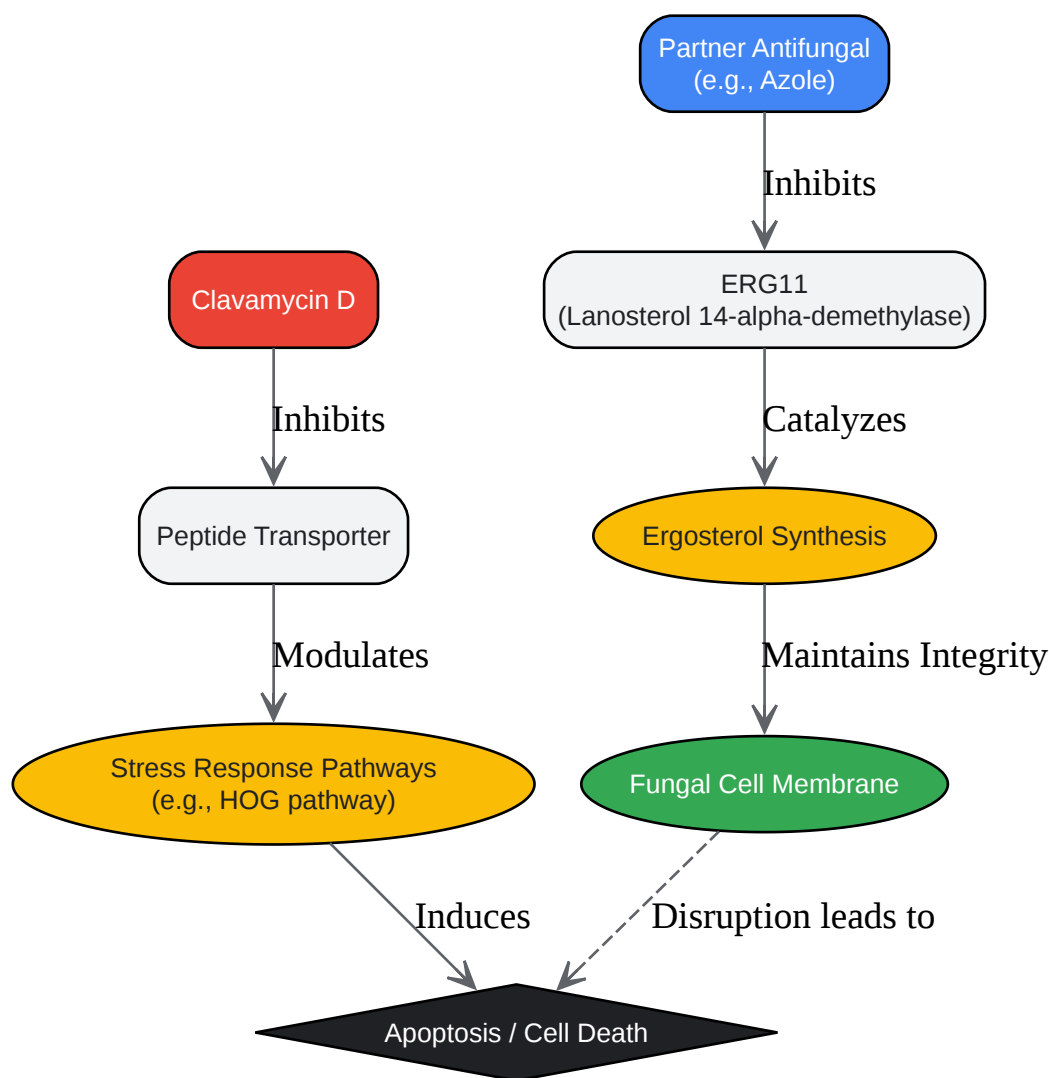 Partner Antifungal
(e.g., Azole)
Inhibits
Clavamycin D
ERG11
(Lanosterol 14-alpha-demethylase)
Inhibits
Catalyzes
Peptide Transporter
Ergosterol Synthesis
Modulates
Maintains Integrity
Stress Response Pathways
(e.g., HOG pathway)
Fungal Cell Membrane
Induces
Disruption leads to
Apoptosis / Cell Death